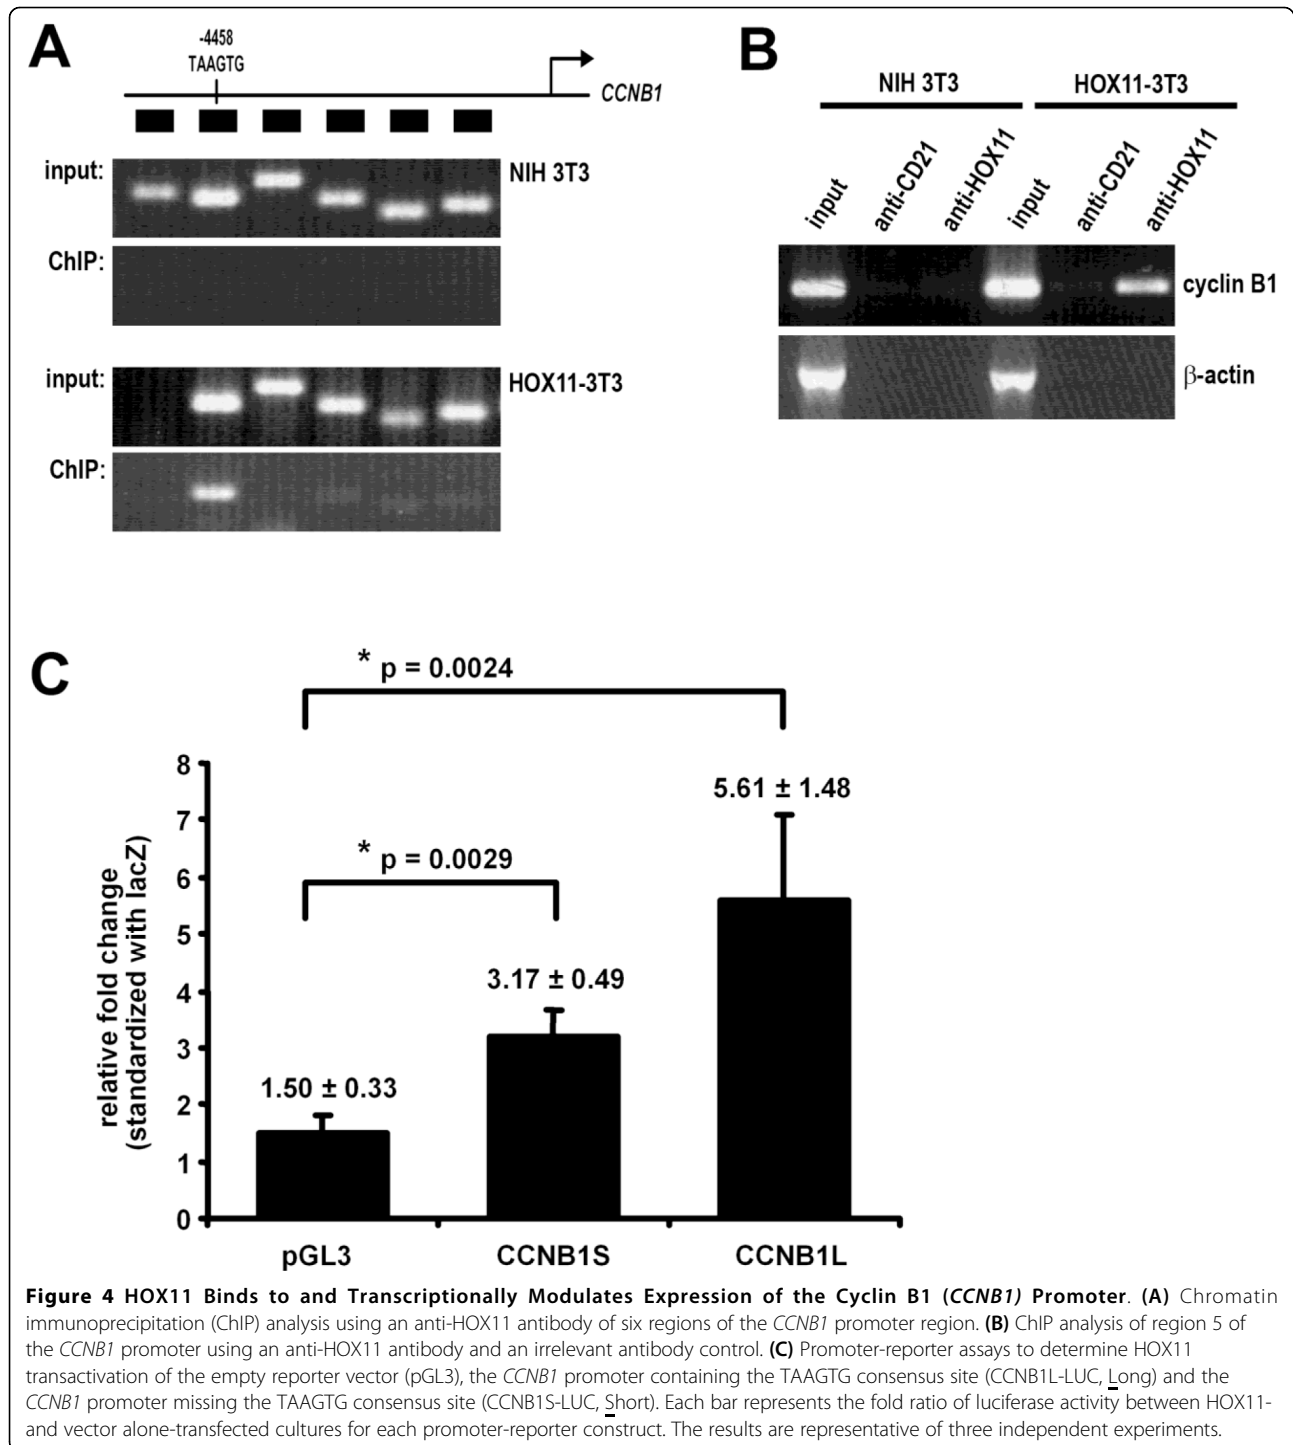 A
-4458
TAAGTG
CCNB1
input:
NIH 3T3
ChIP:
input:
HOX11-3T3
ChIP:
B
NIH 3T3
HOX11-3T3
input
anti-CD21
anti-HOX11
input
anti-CD21
anti-HOX11
cyclin B1
β-actin
C
* p = 0.0024
* p = 0.0029
relative fold change
(standardized with lacZ)
8
7
6
5
4
3
2
1
0
1.50 ± 0.33
3.17 ± 0.49
5.61 ± 1.48
pGL3
CCNB1S
CCNB1L
Figure 4 HOX11 Binds to and Transcriptionally Modulates Expression of the Cyclin B1 (CCNB1) Promoter. (A) Chromatin
immunoprecipitation (ChIP) analysis using an anti-HOX11 antibody of six regions of the CCNB1 promoter region. (B) ChIP analysis of region 5 of
the CCNB1 promoter using an anti-HOX11 antibody and an irrelevant antibody control. (C) Promoter-reporter assays to determine HOX11
transactivation of the empty reporter vector (pGL3), the CCNB1 promoter containing the TAAGTG consensus site (CCNB1L-LUC, Long) and the
CCNB1 promoter missing the TAAGTG consensus site (CCNB1S-LUC, Short). Each bar represents the fold ratio of luciferase activity between HOX11-
and vector alone-transfected cultures for each promoter-reporter construct. The results are representative of three independent experiments.